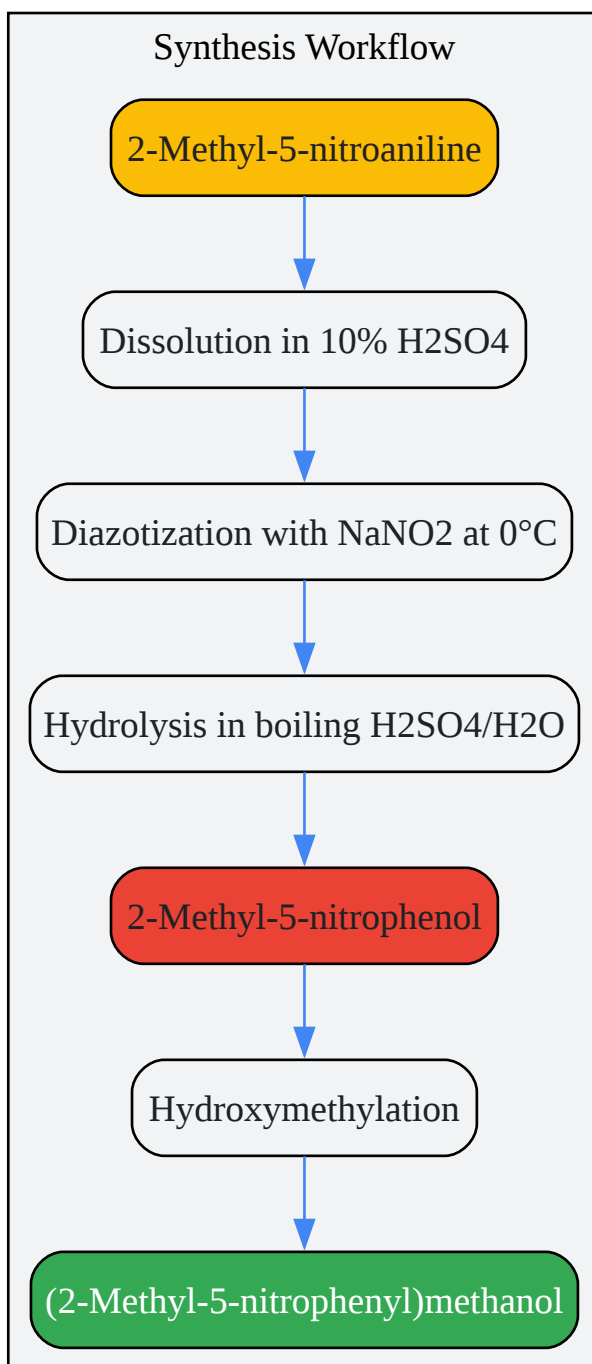 Synthesis Workflow
2-Methyl-5-nitroaniline
Dissolution in 10% H2SO4
Diazotization with NaNO2 at 0°C
Hydrolysis in boiling H2SO4/H2O
2-Methyl-5-nitrophenol
Hydroxymethylation
(2-Methyl-5-nitrophenyl)methanol